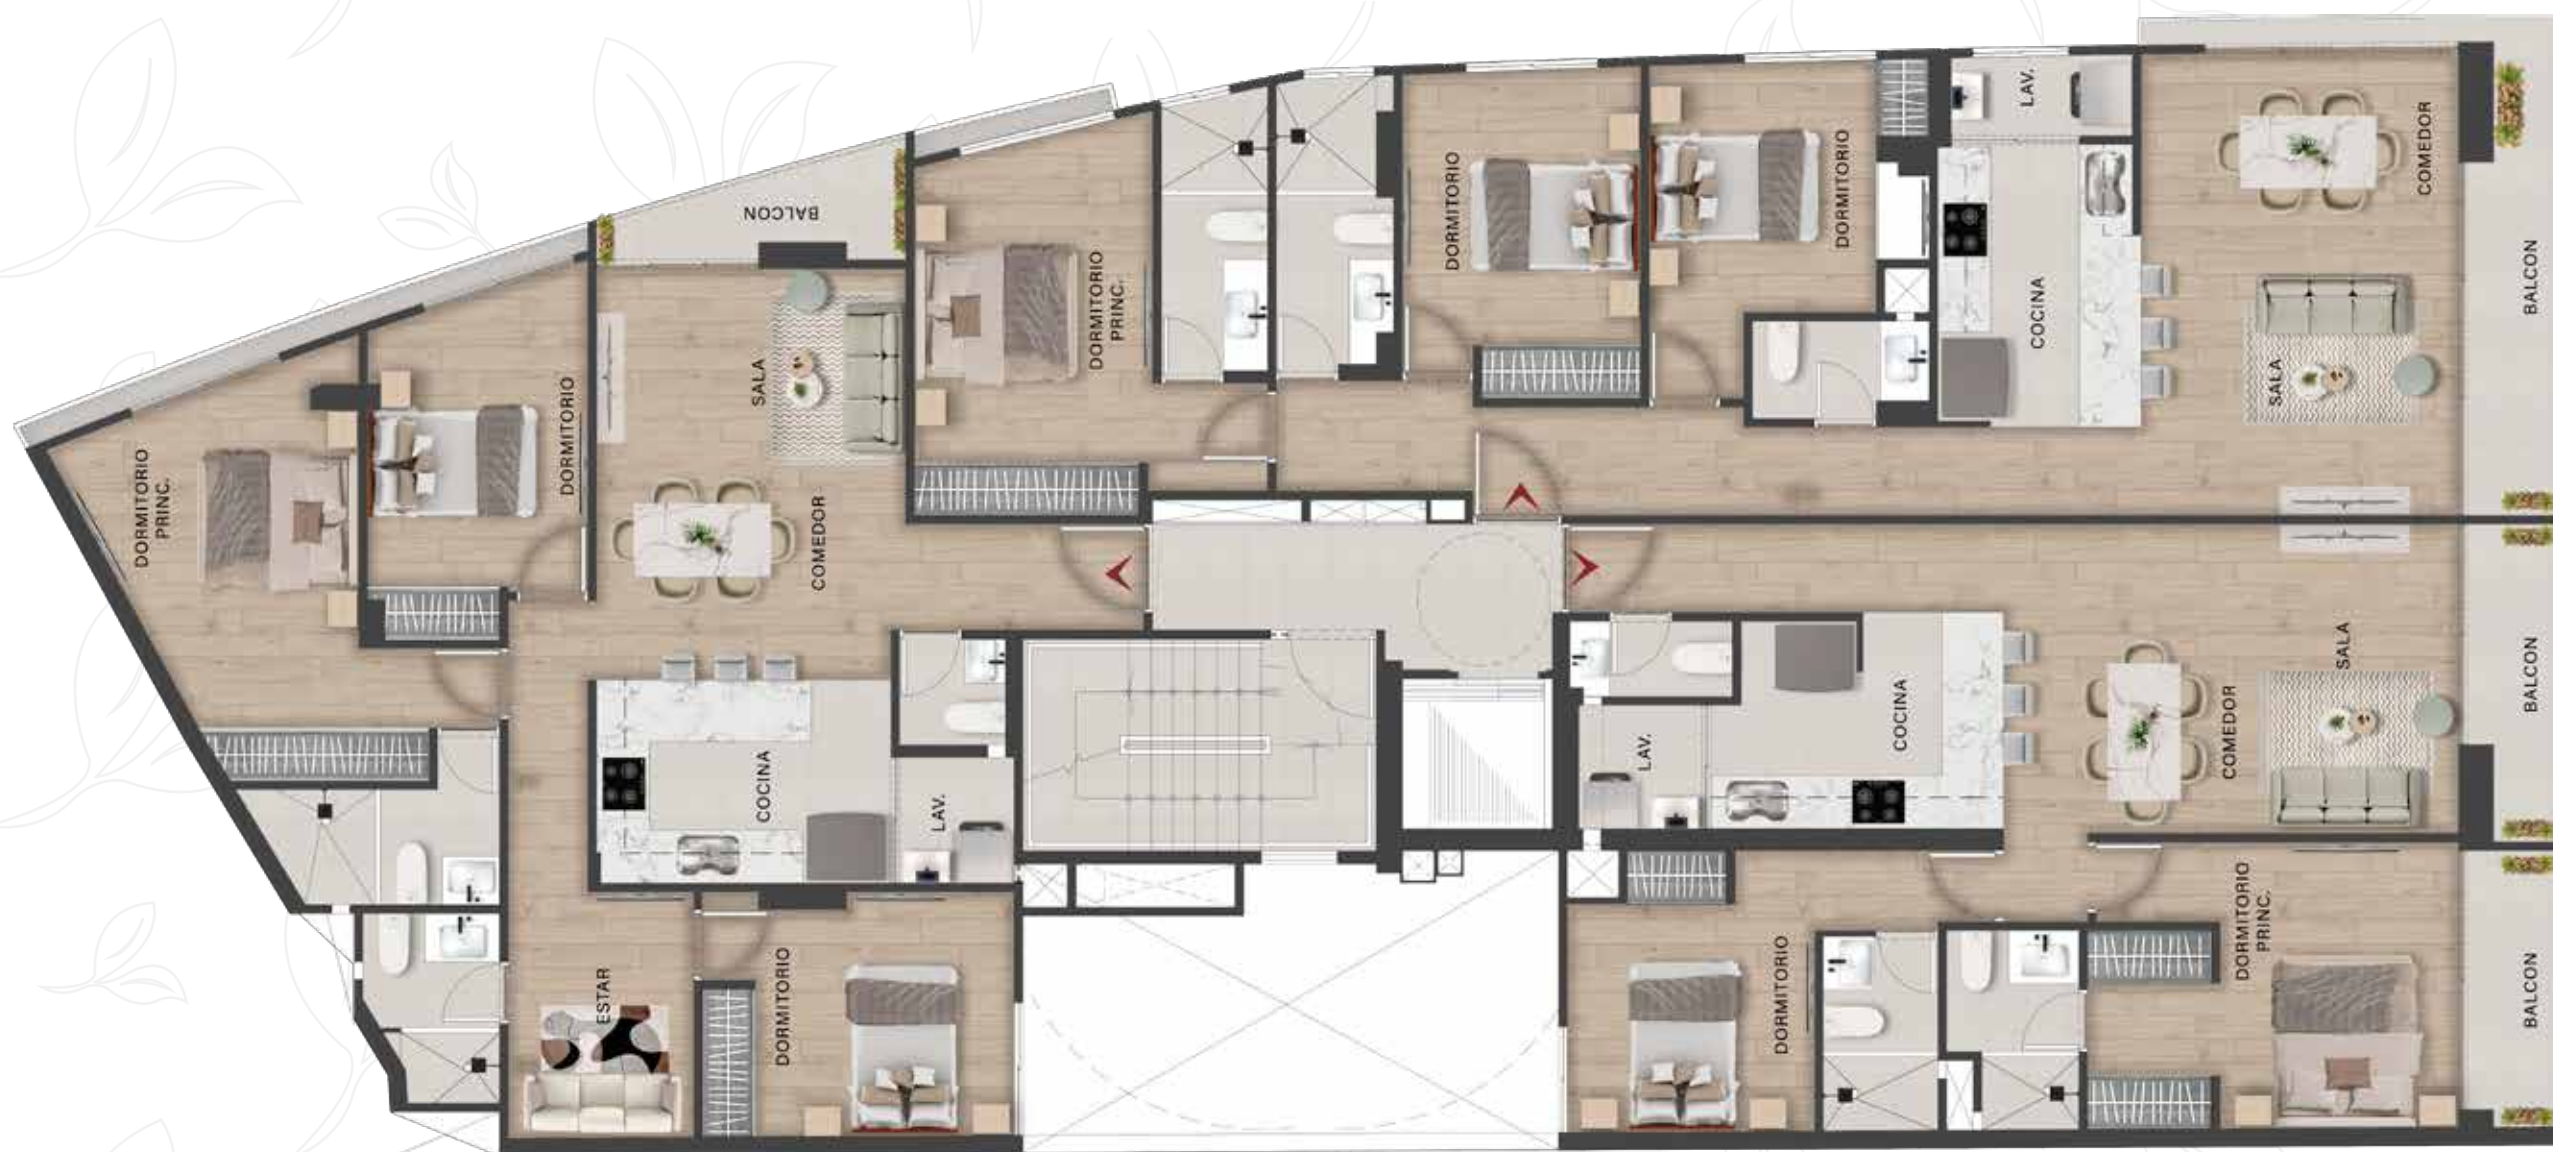 LAV.
COMEDOR
DORMITORIO
DORMITORIO
BALCON
BALCON
DORMITORIO
PRINC.
COCINA
SALA
SALA
DORMITORIO
DORMITORIO
PRINC.
COMEDOR
SALA
BALCON
COCINA
COMEDOR
LAV.
COCINA
LAV.
DORMITORIO
PRINC.
BALCON
ESTAR
DORMITORIO
DORMITORIO